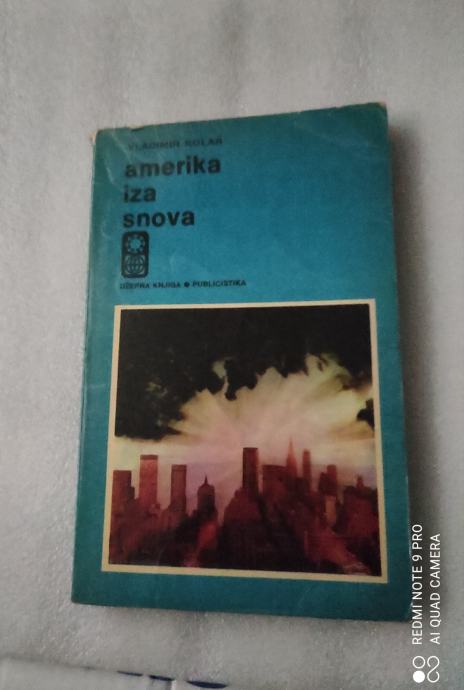 VLADIMIR KOLAR
amerika
iza
snova
DŽEPNA KNJIGA ● PUBLICISTIKA
REDMI NOTE 9 PRO
AI QUAD CAMERA